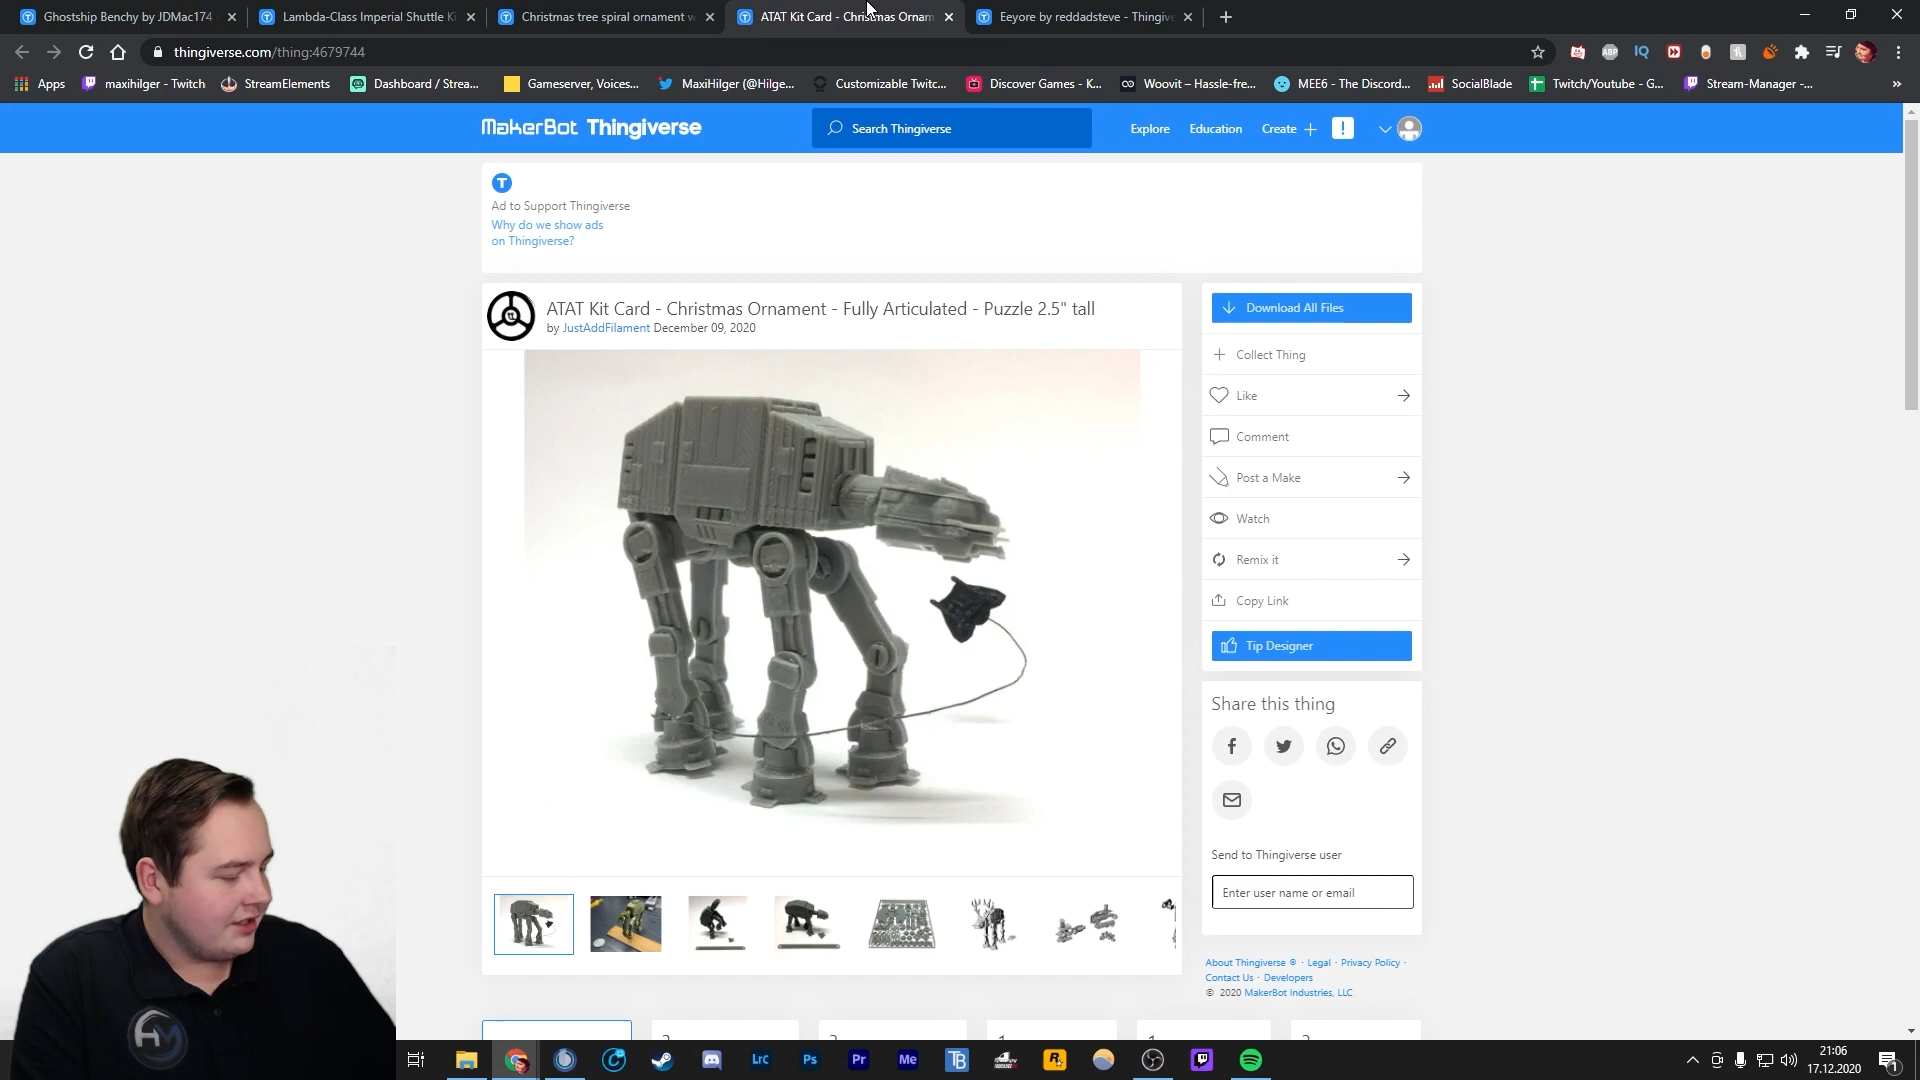 Ghostship Benchy by JDMac174
Lambda-Class Imperial Shuttle Ki
Christmas tree spiral ornament w
ATAT Kit Card - Christmas Ornam
Eeyore by reddadsteve - Thingive
thingiverse.com/thing:4679744
Apps
maxihilger - Twitch
StreamElements
Dashboard / Strea...
Gameserver, Voices...
MaxiHilger (@Hilge...
Customizable Twitc...
Discover Games - K...
Woovit – Hassle-fre...
MEE6 - The Discord...
SocialBlade
Twitch/Youtube - G...
Stream-Manager -...
»
MakerBot Thingiverse
Search Thingiverse
Explore
Education
Create +
!
T
Ad to Support Thingiverse
Why do we show ads
on Thingiverse?
ATAT Kit Card - Christmas Ornament - Fully Articulated - Puzzle 2.5" tall
by JustAddFilament December 09, 2020
Download All Files
Collect Thing
Like
Comment
Post a Make
Watch
Remix it
Copy Link
Tip Designer
Share this thing
Send to Thingiverse user
Enter user name or email
About Thingiverse ® · Legal · Privacy Policy ·
Contact Us · Developers
© 2020 MakerBot Industries, LLC
HM
Lrc
Ps
Pr
Me
TB
R
21:06
17.12.2020
1